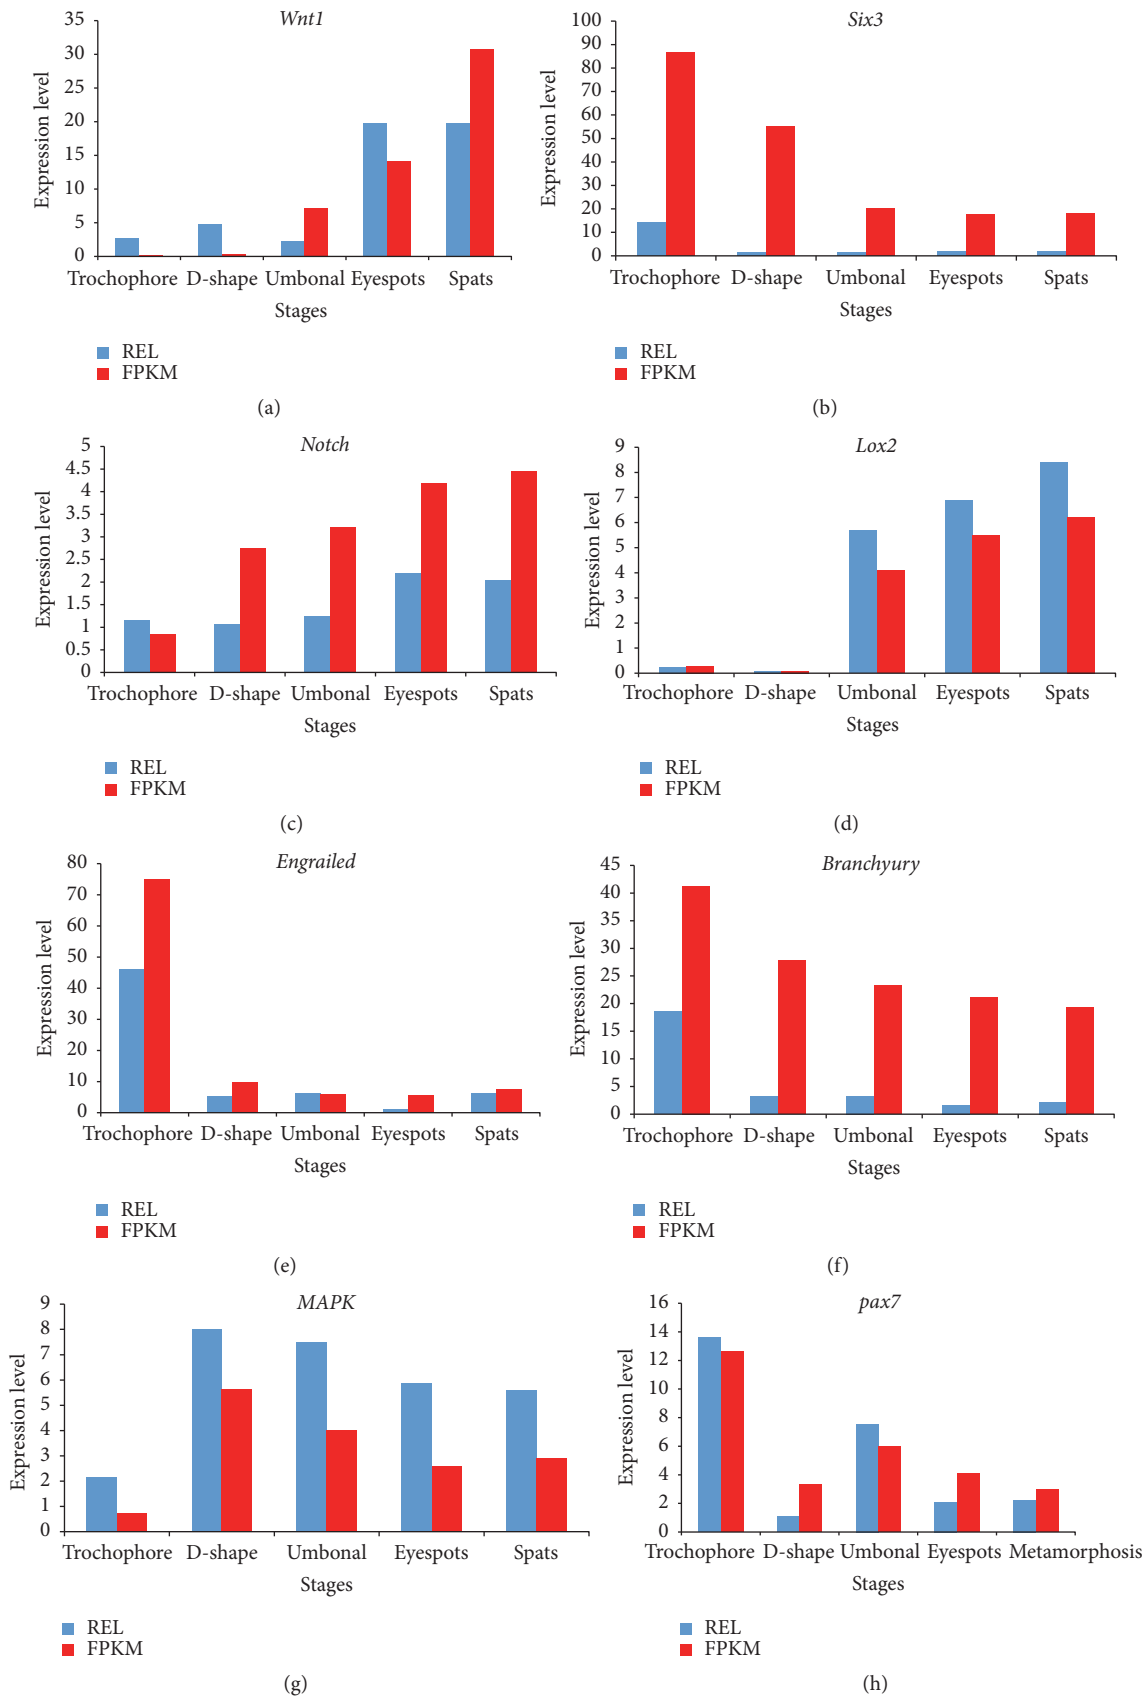 Wnt1
35
30
25
20
15
10
5
0
Expression level
Trochophore D-shape Umbonal Eyespots Spats
Stages
REL
FPKM
(a)
Six3
100
90
80
70
60
50
40
30
20
10
0
Expression level
Trochophore D-shape Umbonal Eyespots Spats
Stages
REL
FPKM
(b)
Notch
5
4.5
4
3.5
3
2.5
2
1.5
1
0.5
0
Expression level
Trochophore D-shape Umbonal Eyespots Spats
Stages
REL
FPKM
(c)
Lox2
9
8
7
6
5
4
3
2
1
0
Expression level
Trochophore D-shape Umbonal Eyespots Spats
Stages
REL
FPKM
(d)
Engrailed
80
70
60
50
40
30
20
10
0
Expression level
Trochophore D-shape Umbonal Eyespots Spats
Stages
REL
FPKM
(e)
Branchyury
45
40
35
30
25
20
15
10
5
0
Expression level
Trochophore D-shape Umbonal Eyespots Spats
Stages
REL
FPKM
(f)
MAPK
9
8
7
6
5
4
3
2
1
0
Expression level
Trochophore D-shape Umbonal Eyespots Spats
Stages
REL
FPKM
(g)
pax7
16
14
12
10
8
6
4
2
0
Expression level
Trochophore D-shape Umbonal Eyespots Metamorphosis
Stages
REL
FPKM
(h)